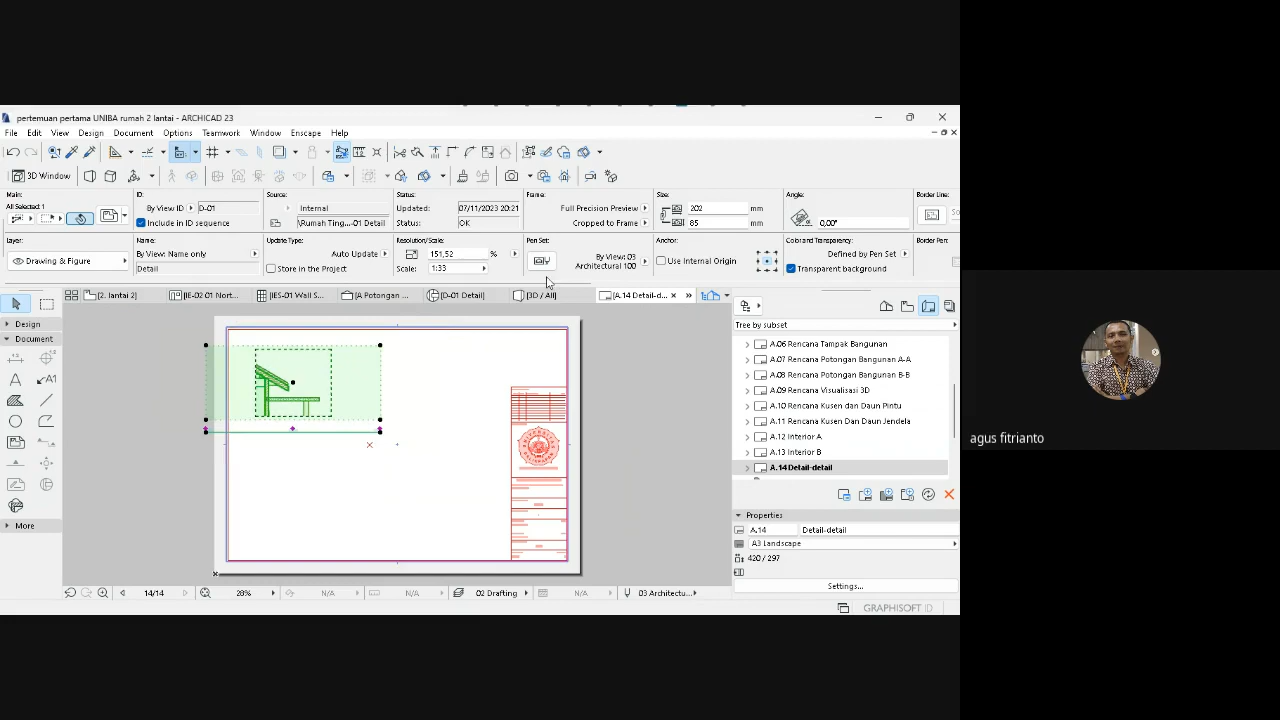 pertemuan pertama UNIBA rumah 2 lantai - ARCHICAD 23
File Edit View Design Document Options Teamwork Window Enscape Help
3D Window
Main:
All Selected: 1
Layer:
Drawing & Figure
ID:
By View ID
D-01
Include in ID sequence
Name:
By View: Name only
Detail
Source:
Internal
\Rumah Ting...-01 Detail
Update Type:
Auto Update
Store in the Project
Status:
Updated:
07/11/2023 20:21
Status:
OK
Resolution/Scale:
151,52
%
Scale:
1:33
Frame:
Full Precision Preview
Cropped to Frame
Pen Set:
By View: 03
Architectural 100
Size:
202
mm
85
mm
Anchor:
Use Internal Origin
Angle:
0,00°
Color and Transparency:
Defined by Pen Set
Transparent background
Border Line:
Border Pen:
[2. lantai 2]
[IE-02 01 Nort...
[IES-01 Wall S...
[A Potongan ...
[D-01 Detail]
[3D / All]
[A.14 Detail-d...
Design
Document
More
Tree by subset
A.06 Rencana Tampak Bangunan
A.07 Rencana Potongan Bangunan A-A
A.08 Rencana Potongan Bangunan B-B
A.09 Rencana Visualisasi 3D
A.10 Rencana Kusen dan Daun Pintu
A.11 Rencana Kusen Daun Jendela
A.12 Interior A
A.13 Interior B
A.14 Detail-detail
Properties
A.14
Detail-detail
A3 Landscape
420 / 297
Settings...
14/14
28%
N/A
N/A
02 Drafting
N/A
03 Architectu...
GRAPHISOFT ID
agus fitrianto